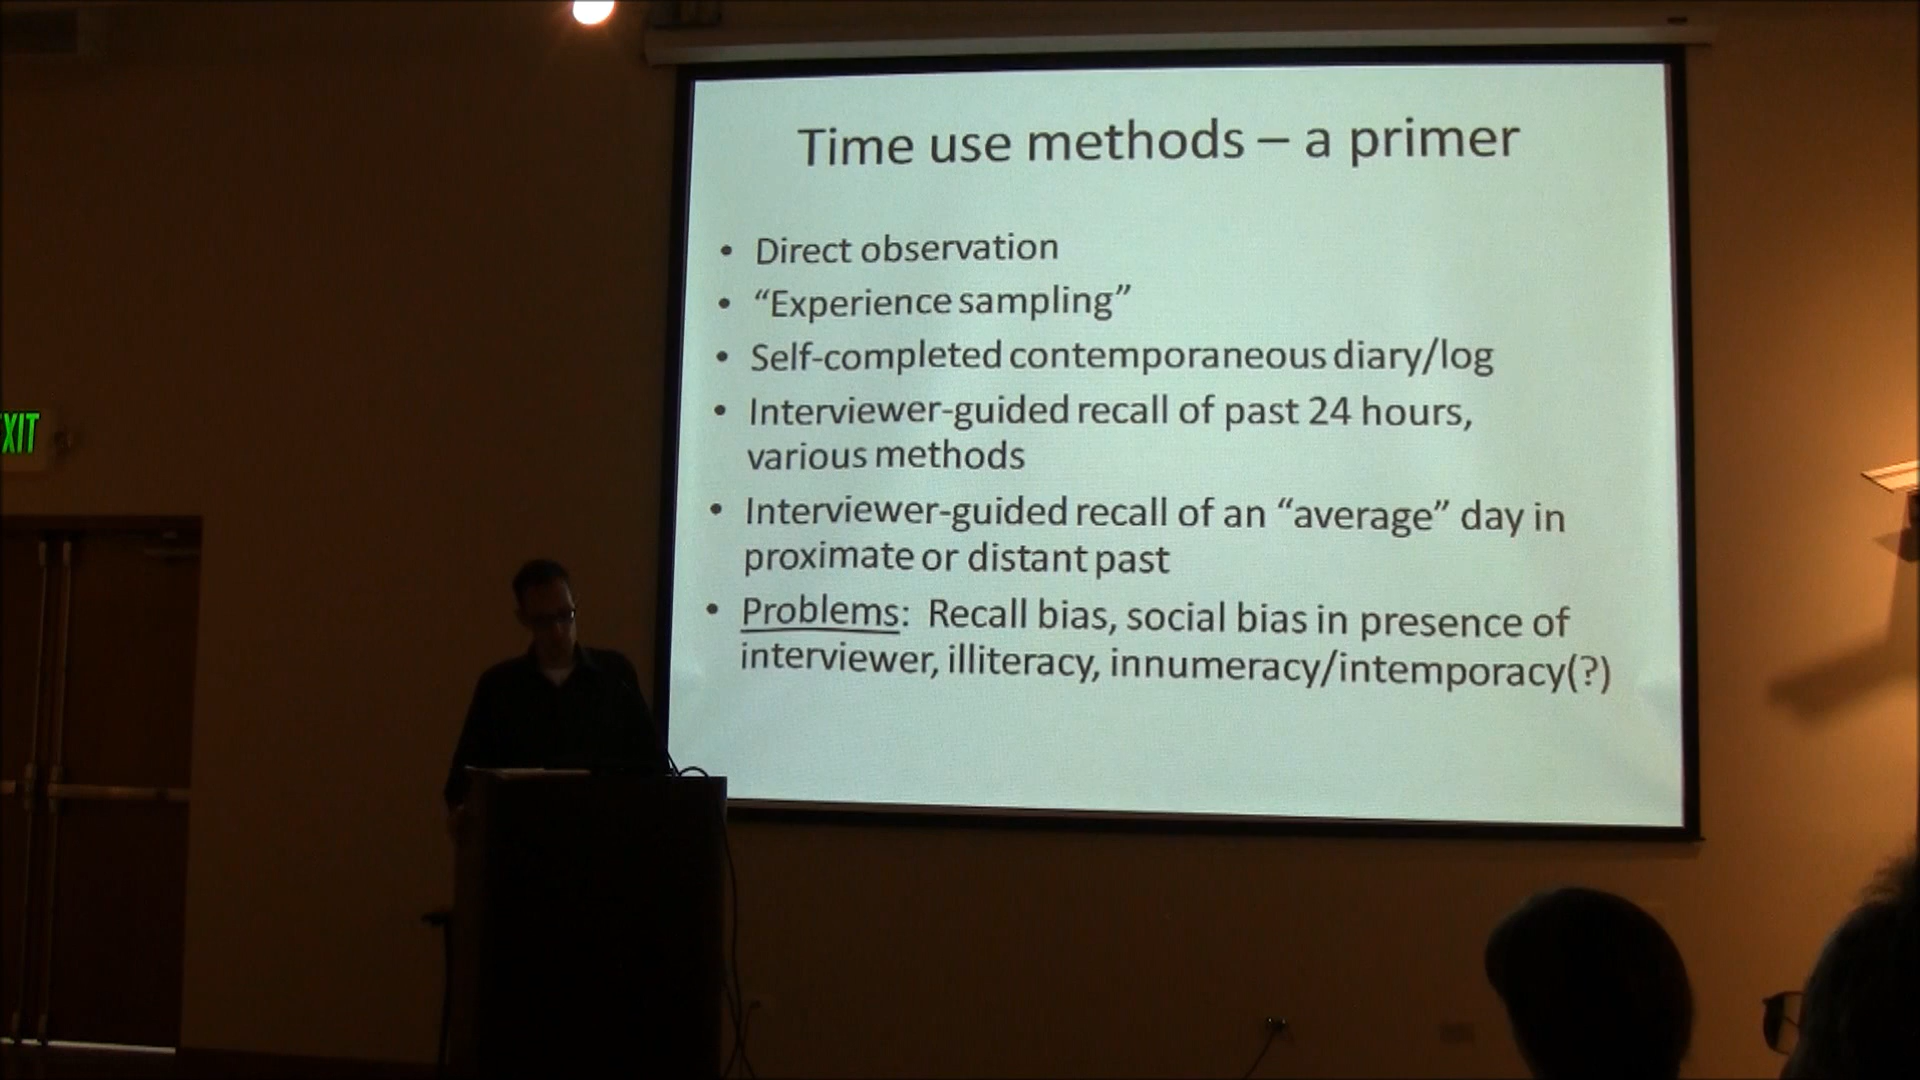 Time use methods – a primer
• Direct observation
• “Experience sampling”
• Self-completed contemporaneous diary/log
• Interviewer-guided recall of past 24 hours,
various methods
• Interviewer-guided recall of an “average” day in
proximate or distant past
• Problems: Recall bias, social bias in presence of
interviewer, illiteracy, innumeracy/intemporacy(?)
EXIT